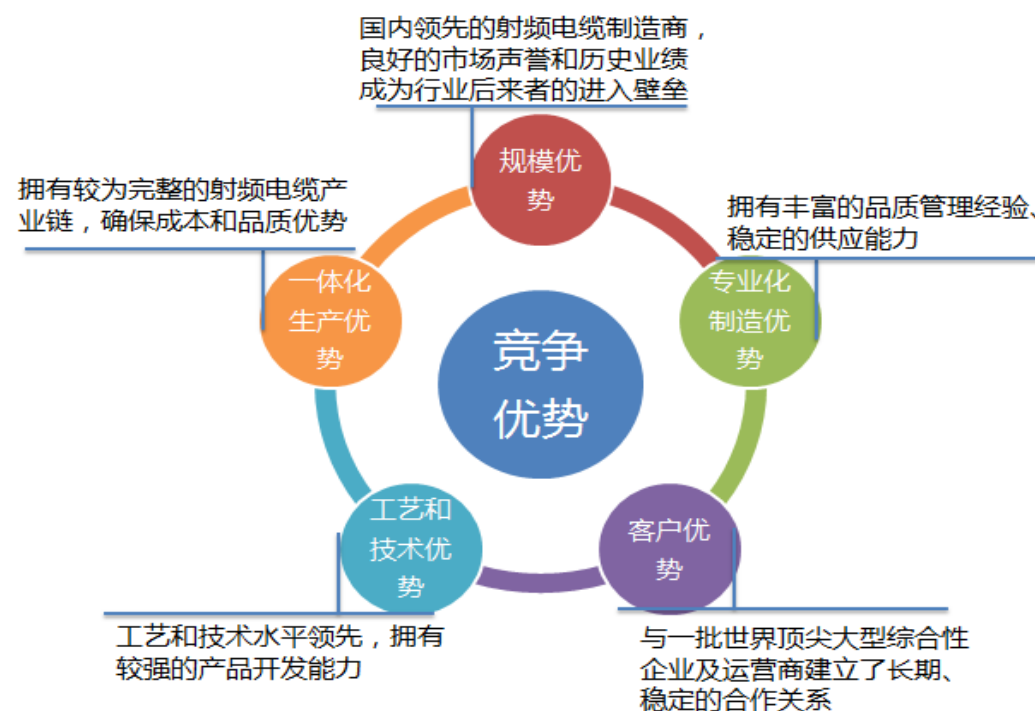 国内领先的射频电缆制造商，
良好的市场声誉和历史业绩
成为行业后来者的进入壁垒
规模优
势
拥有较为完整的射频电缆产
业链，确保成本和品质优势
拥有丰富的品质管理经验、
稳定的供应能力
一体化
生产优
势
专业化
制造优
势
竞争
优势
工艺和
技术优
势
客户优
势
工艺和技术水平领先，拥有
较强的产品开发能力
与一批世界顶尖大型综合性
企业及运营商建立了长期、
稳定的合作关系